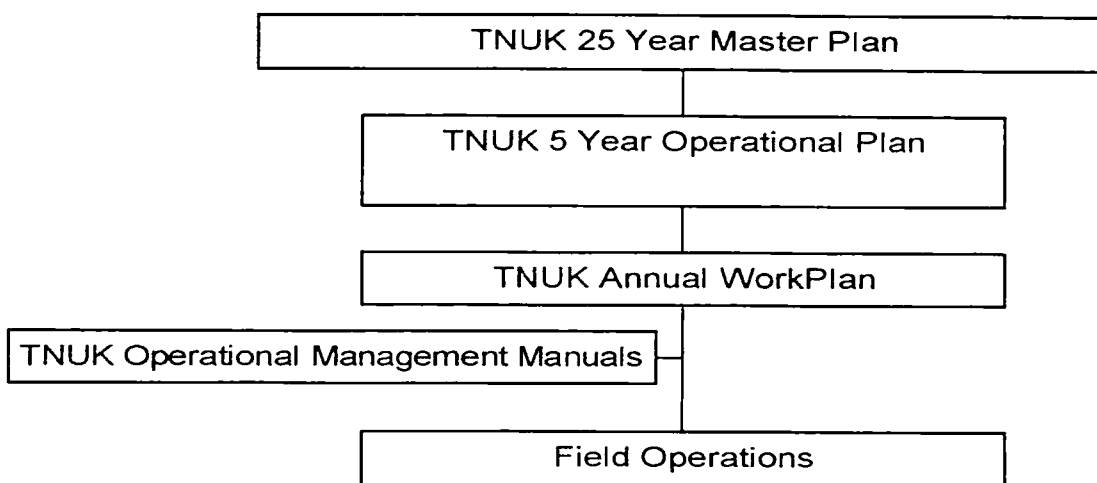 TNUK 25 Year Master Plan
TNUK 5 Year Operational Plan
TNUK Annual WorkPlan
TNUK Operational Management Manuals
Field Operations